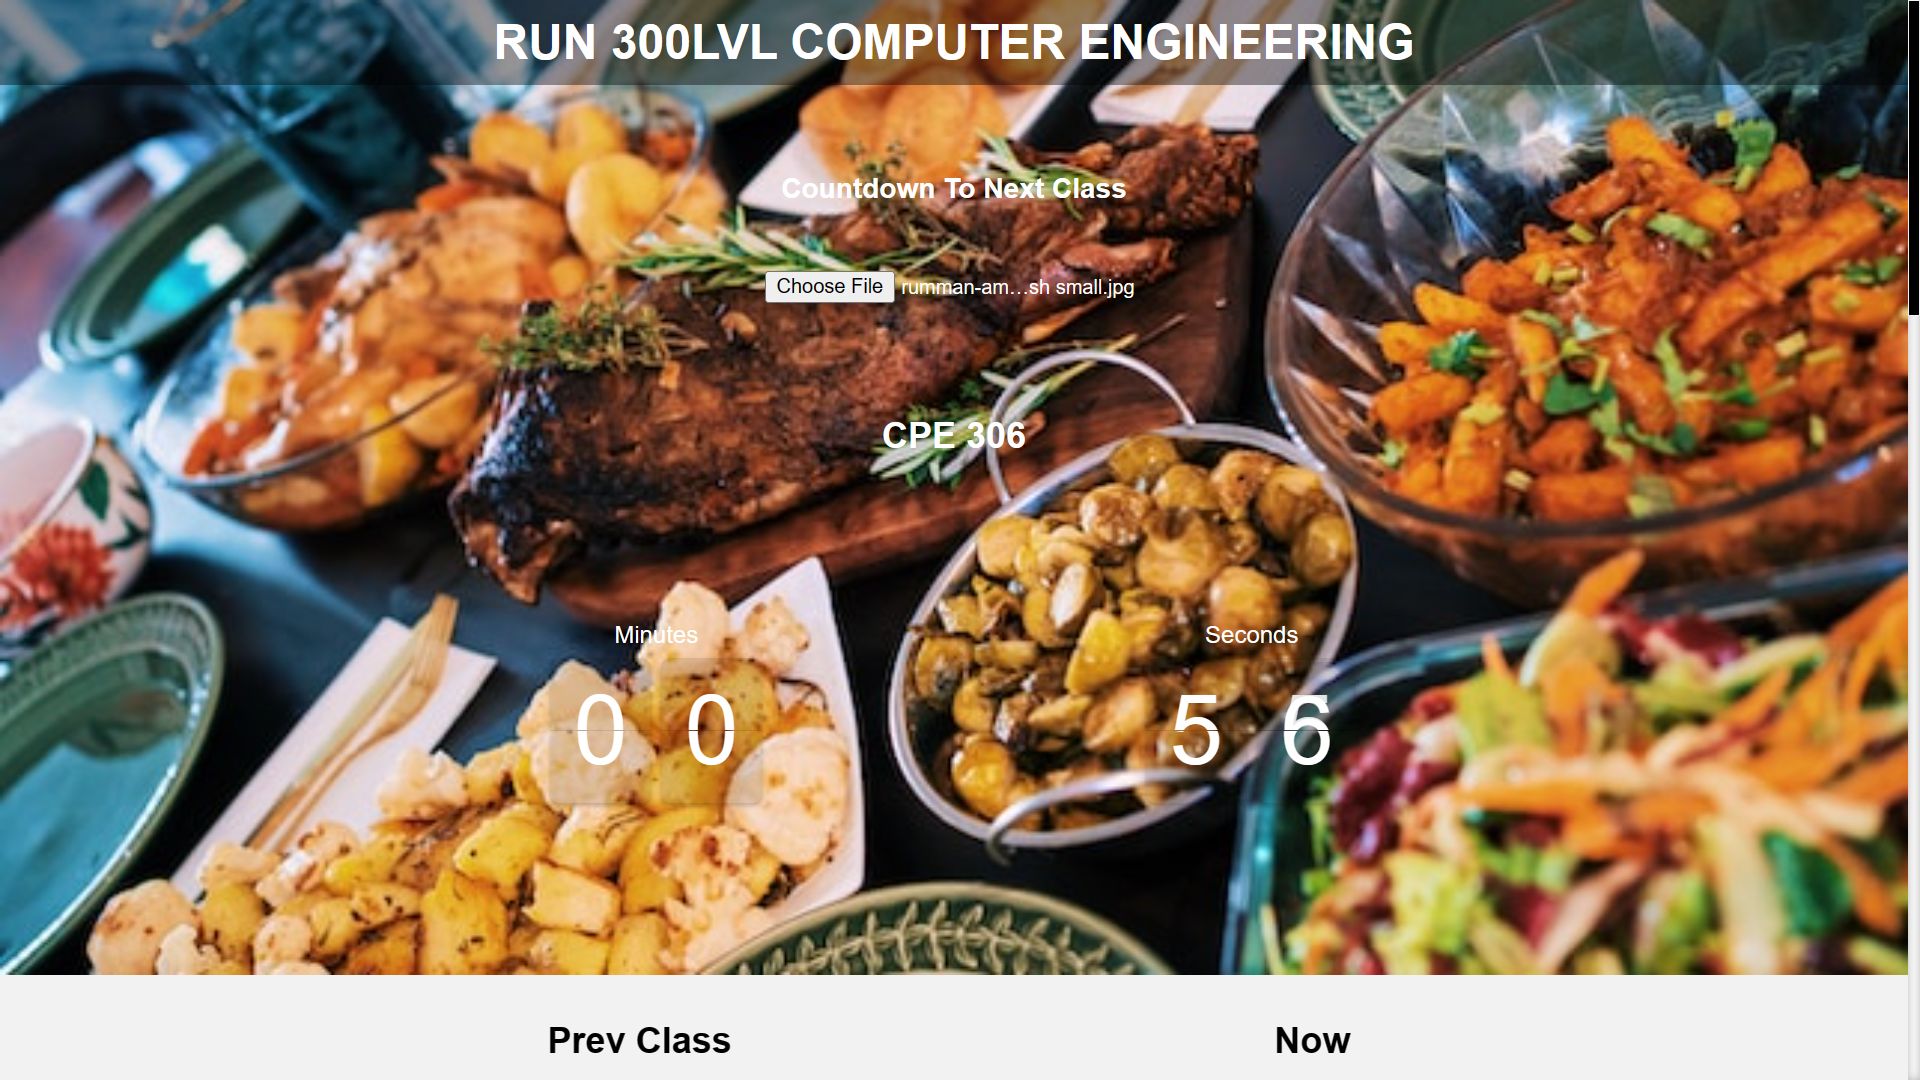 RUN 300LVL COMPUTER ENGINEERING
Countdown To Next Class
Choose File rumman-am…sh small.jpg
CPE 306
Minutes Seconds
0 0 5 6
Prev Class Now